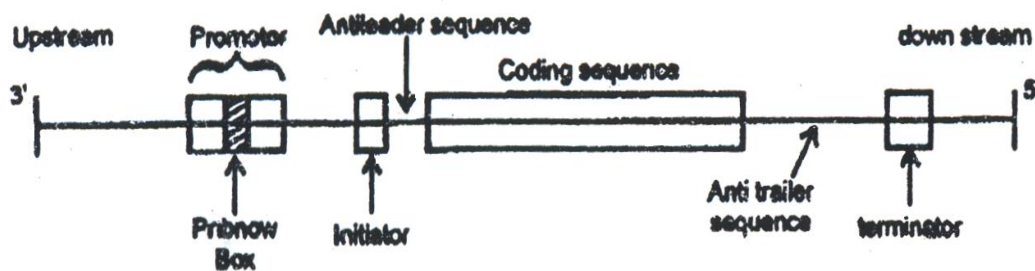 Upstream
Promotor
Antileader sequence
down stream
Coding sequence
3'
5'
Pribnow
Box
Initiator
Anti trailer
sequence
terminator